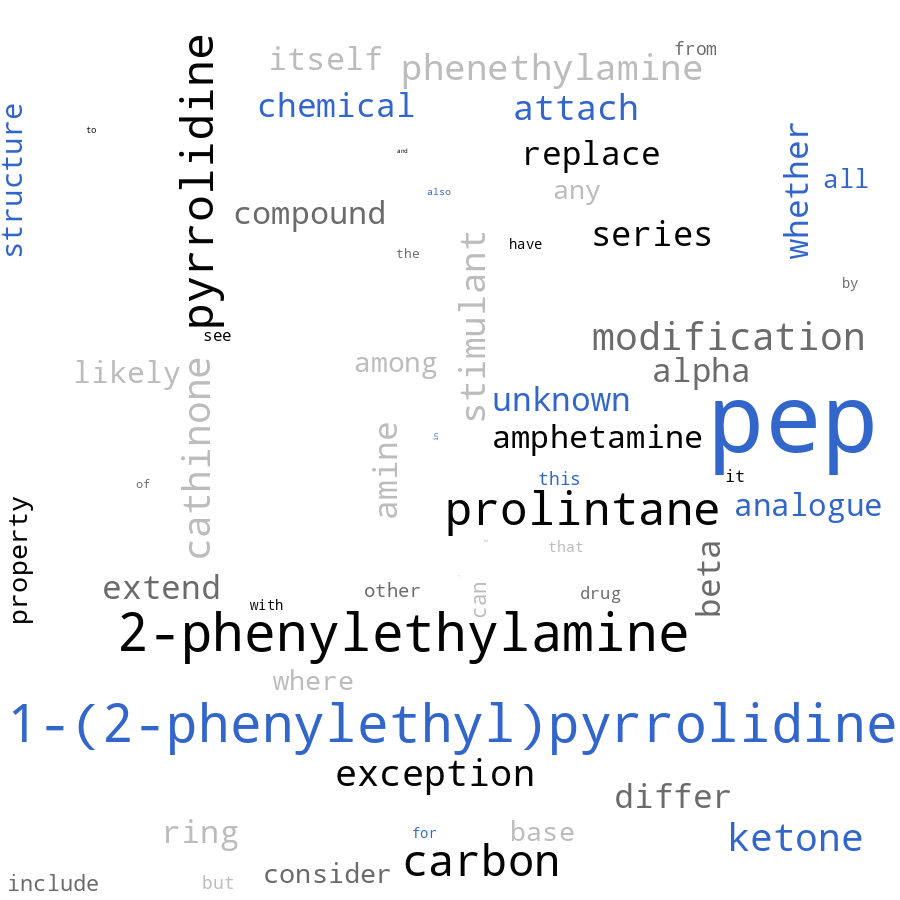 from
itself
phenethylamine
pyrrolidine
chemical
attach
structure
to
whether
and
replace
all
any
also
compound
series
stimulant
have
the
by
see
modification
cathinone
likely
among
alpha
unknown
pep
amine
s
amphetamine
it
this
of
analogue
prolintane
property
-
that
beta
extend
can
other
drug
with
2-phenylethylamine
where
1-(2-phenylethyl)pyrrolidine
exception
differ
ring
for
base
ketone
carbon
include
but
consider